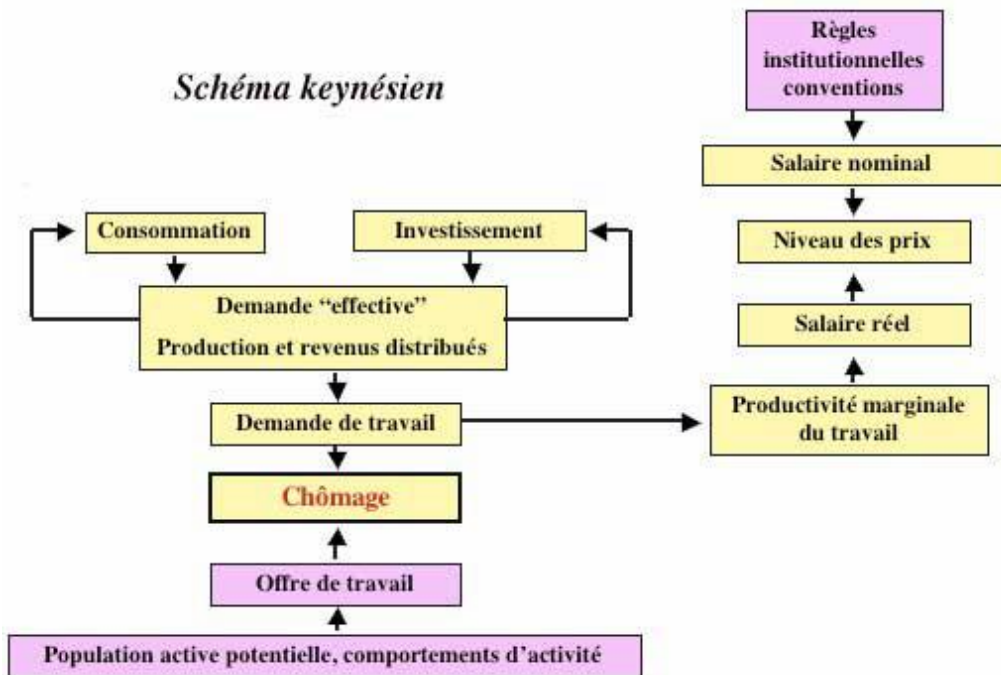 Schéma keynésien
Règles
institutionnelles
conventions
Salaire nominal
Consommation
Investissement
Niveau des prix
Demande “effective”
Production et revenus distribués
Salaire réel
Demande de travail
Productivité marginale
du travail
Chômage
Offre de travail
Population active potentielle, comportements d’activité